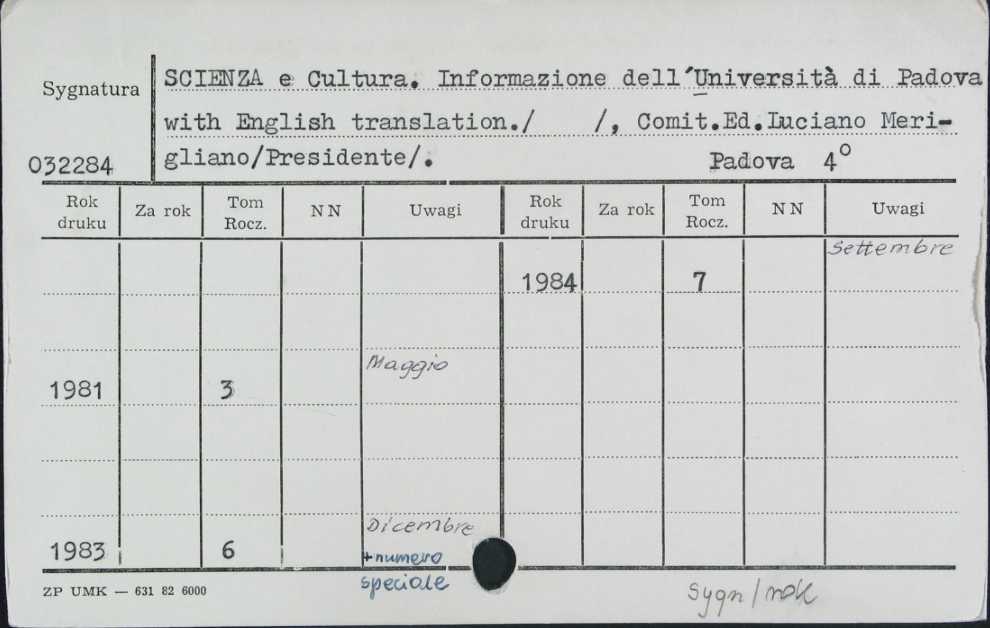 SCIENZA e Cultura. Informazione dell'Università di Padova
Sygnatura
with English translation./ /, Comit.Ed.Luciano Meri-
032284 gliano/Presidente/. Padova 4°
Rok druku Za rok Tom Rocz. NN Uwagi Rok druku Za rok Tom Rocz. NN Uwagi
Settembre
1984 7
Maggio
1981 3
Dicembre
1983 6 + numero
speciale
ZP UMK — 631 82 6000
sygn/rok